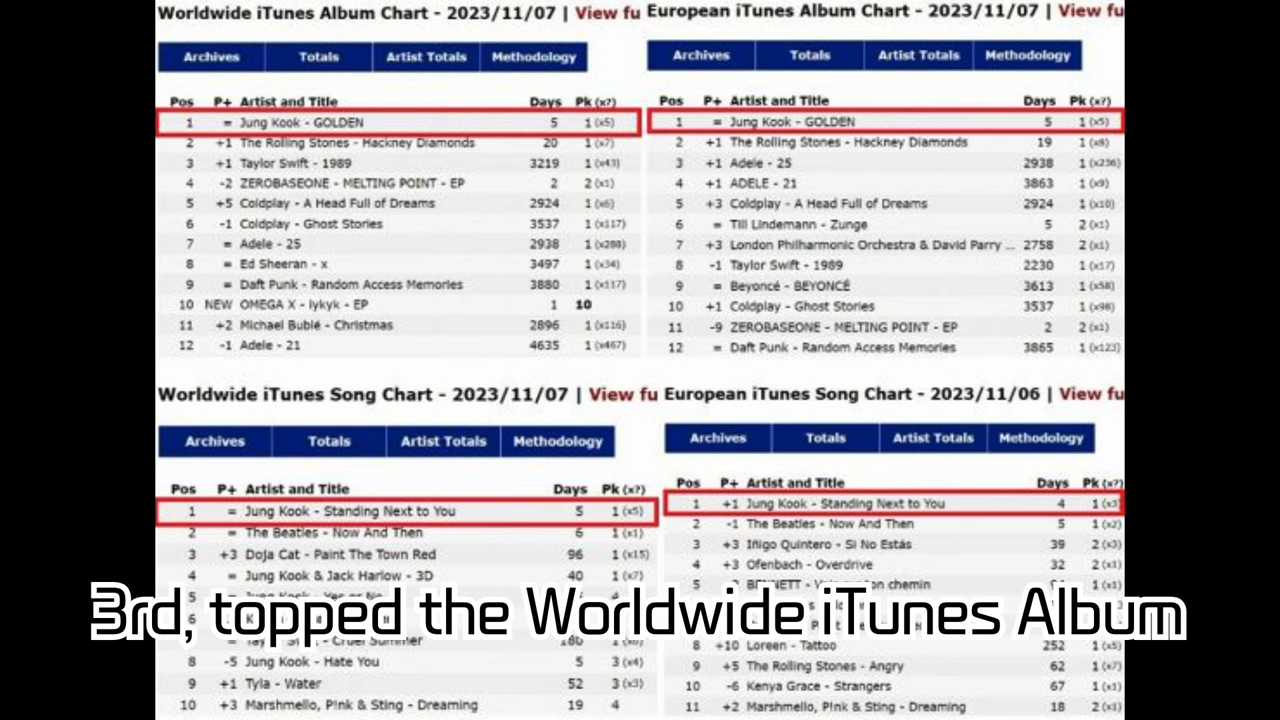 Worldwide iTunes Album Chart - 2023/11/07 | View fu
Archives Totals Artist Totals Methodology
Pos P+ Artist and Title Days Pk (x?)
1 = Jung Kook - GOLDEN 5 1 (x5)
2 +1 The Rolling Stones - Hackney Diamonds 20 1 (x7)
3 +1 Taylor Swift - 1989 3219 1 (x43)
4 -2 ZEROBASEONE - MELTING POINT - EP 2 2 (x1)
5 +5 Coldplay - A Head Full of Dreams 2924 1 (x6)
6 -1 Coldplay - Ghost Stories 3537 1 (x117)
7 = Adele - 25 2938 1 (x288)
8 = Ed Sheeran - x 3497 1 (x34)
9 = Daft Punk - Random Access Memories 3880 1 (x117)
10 NEW OMEGA X - iykyk - EP 1 10
11 +2 Michael Bublé - Christmas 2896 1 (x116)
12 -1 Adele - 21 4635 1 (x467)
European iTunes Album Chart - 2023/11/07 | View fu
Archives Totals Artist Totals Methodology
Pos P+ Artist and Title Days Pk (x?)
1 = Jung Kook - GOLDEN 5 1 (x5)
2 +1 The Rolling Stones - Hackney Diamonds 19 1 (x8)
3 +1 Adele - 25 2938 1 (x236)
4 +1 ADELE - 21 3863 1 (x9)
5 +3 Coldplay - A Head Full of Dreams 2924 1 (x10)
6 = Till Lindemann - Zunge 5 2 (x1)
7 +3 London Philharmonic Orchestra & David Parry ... 2758 2 (x1)
8 -1 Taylor Swift - 1989 2230 1 (x17)
9 = Beyoncé - BEYONCÉ 3613 1 (x58)
10 +1 Coldplay - Ghost Stories 3537 1 (x98)
11 -9 ZEROBASEONE - MELTING POINT - EP 2 2 (x1)
12 = Daft Punk - Random Access Memories 3865 1 (x123)
Worldwide iTunes Song Chart - 2023/11/07 | View fu
Archives Totals Artist Totals Methodology
Pos P+ Artist and Title Days Pk (x?)
1 = Jung Kook - Standing Next to You 5 1 (x5)
2 = The Beatles - Now And Then 6 1 (x1)
3 +3 Doja Cat - Paint The Town Red 96 1 (x15)
4 = Jung Kook & Jack Harlow - 3D 40 1 (x7)
5
8 -5 Jung Kook - Hate You 5 3 (x4)
9 +1 Tyla - Water 52 3 (x3)
10 +3 Marshmello, P!nk & Sting - Dreaming 19 4
European iTunes Song Chart - 2023/11/06 | View fu
Archives Totals Artist Totals Methodology
Pos P+ Artist and Title Days Pk (x?)
1 +1 Jung Kook - Standing Next to You 4 1 (x3)
2 -1 The Beatles - Now And Then 5 1 (x2)
3 +3 Iñigo Quintero - Si No Estás 39 2 (x3)
4 +3 Ofenbach - Overdrive 32 2 (x1)
5 BENNETT - chemin (x1)
8 +10 Loreen - Tattoo 252 1 (x5)
9 +5 The Rolling Stones - Angry 62 1 (x7)
10 -6 Kenya Grace - Strangers 67 1 (x1)
11 +2 Marshmello, P!nk & Sting - Dreaming 18 2 (x1)
3rd, topped the Worldwide iTunes Album